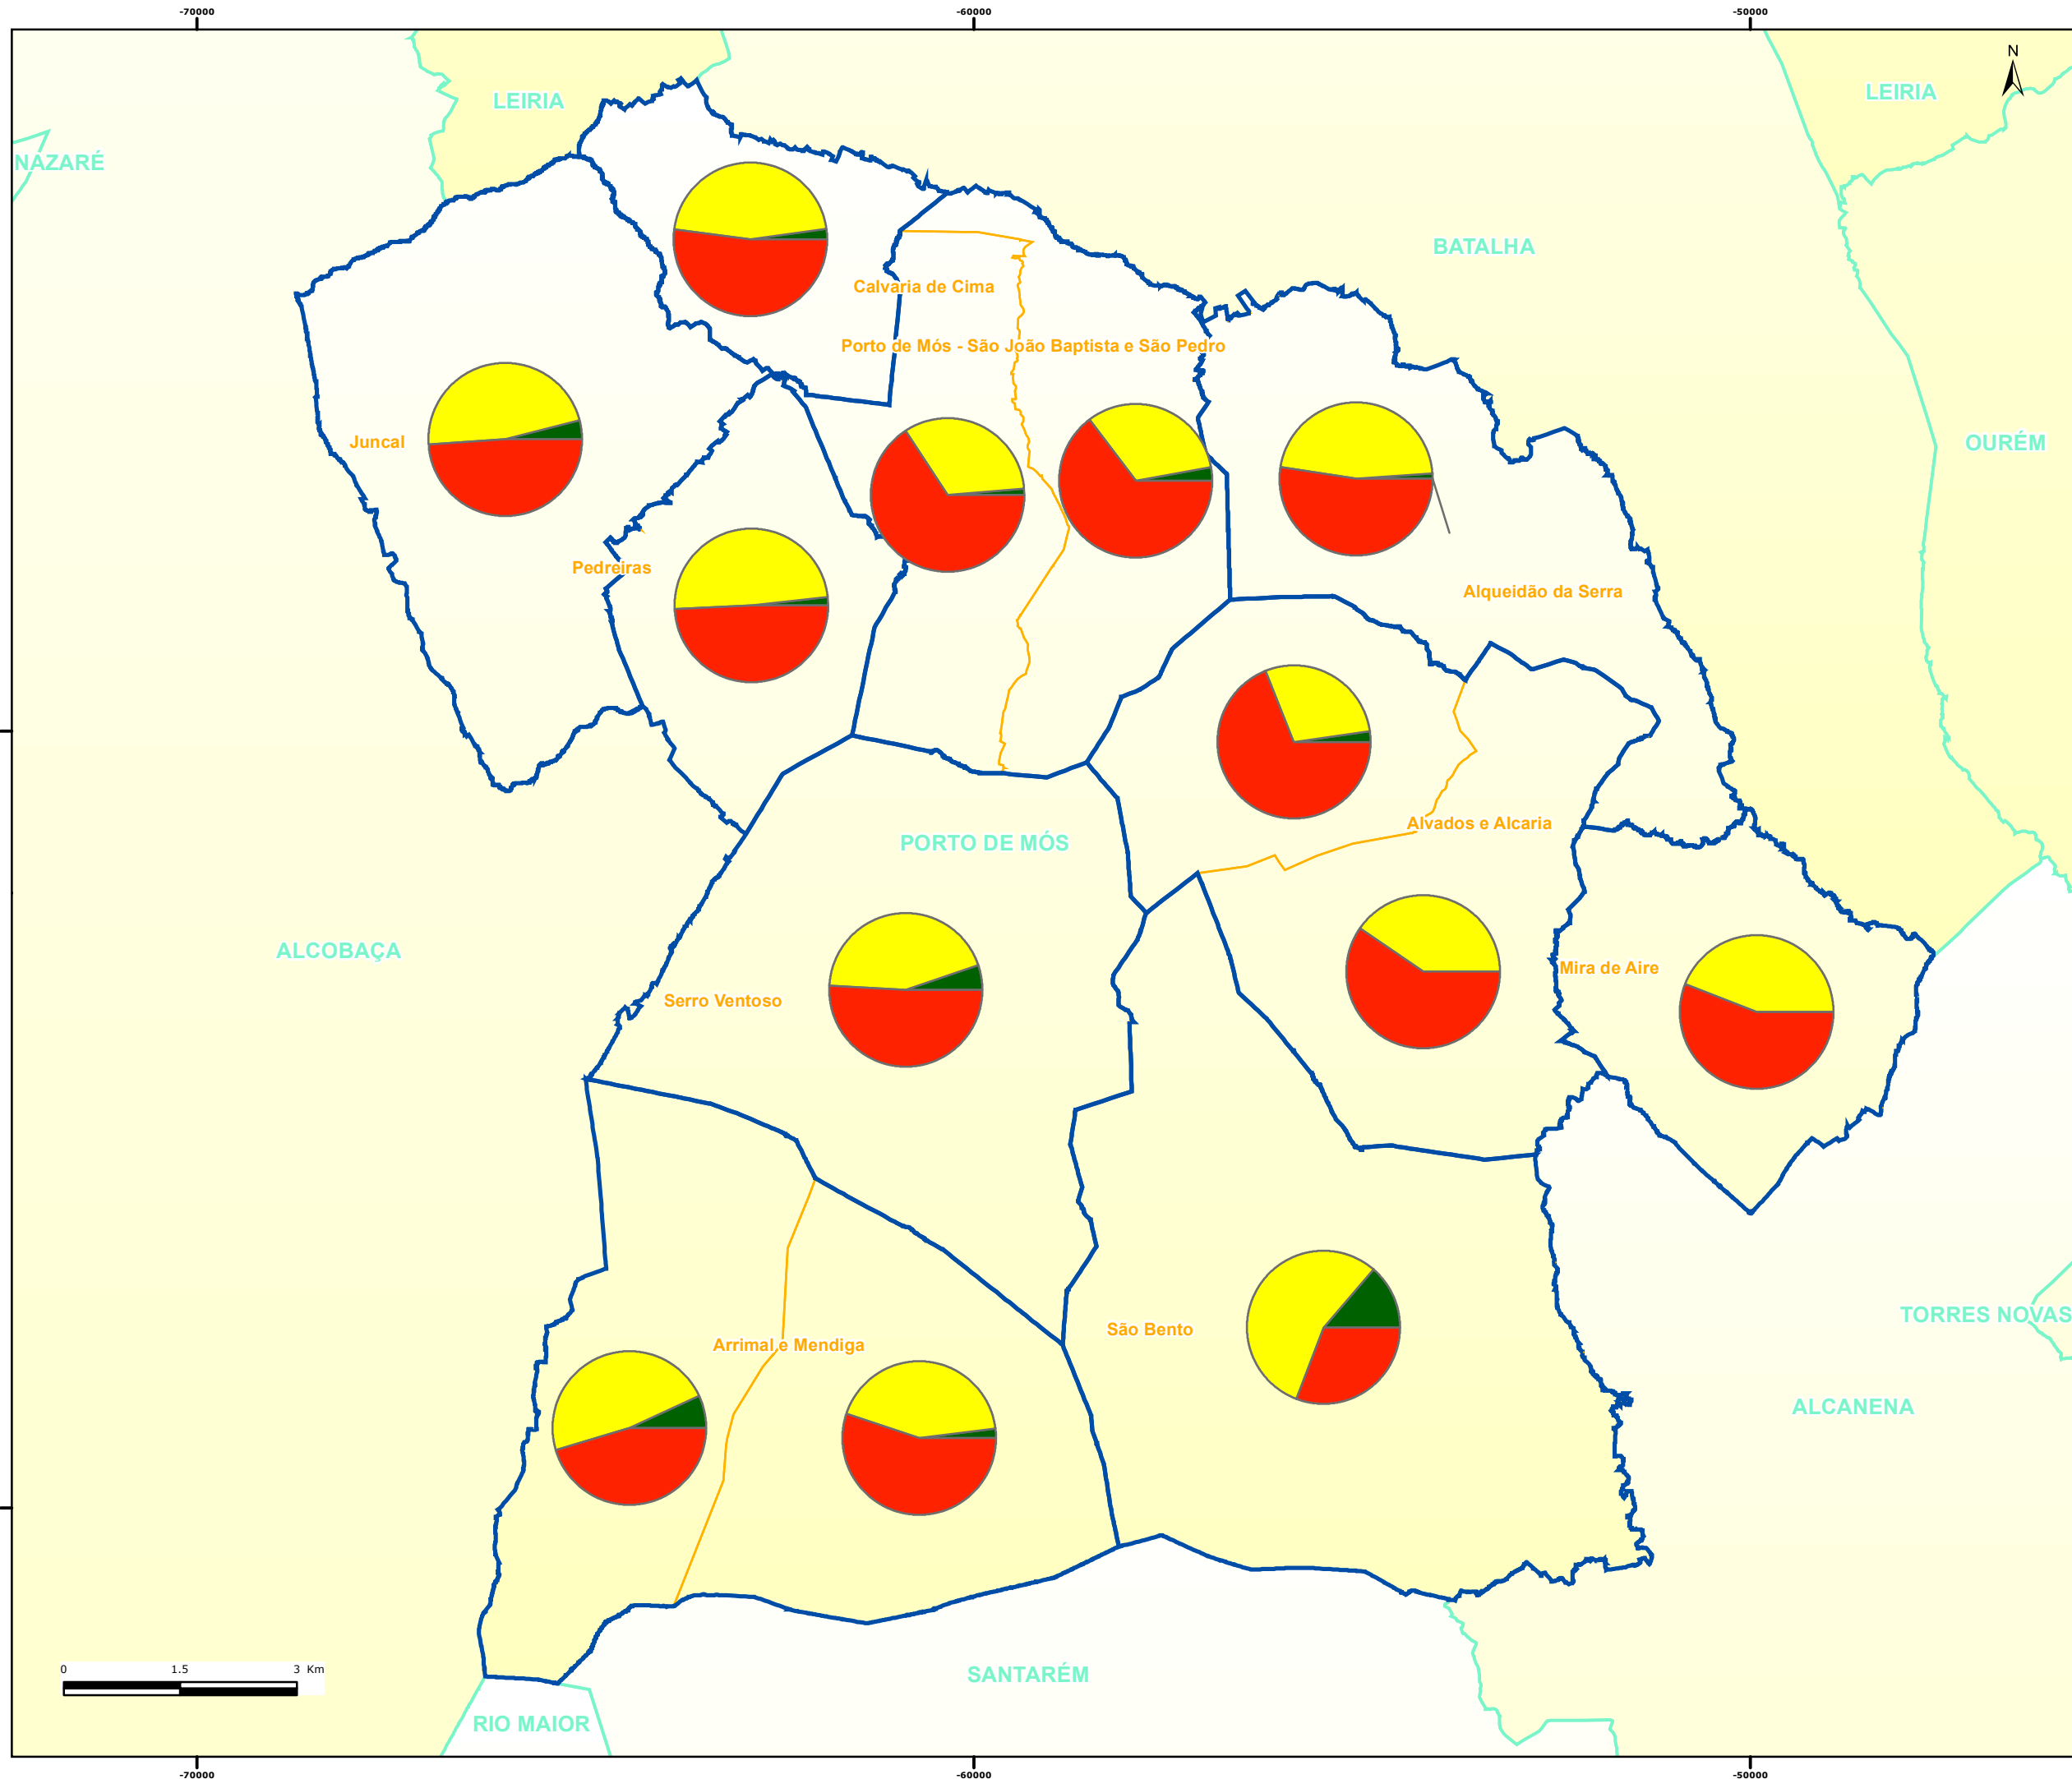 -70000
-60000
-50000
N
LEIRIA
LEIRIA
NAZARÉ
BATALHA
Calvaria de Cima
Porto de Mós - São João Baptista e São Pedro
Juncal
OURÉM
Pedreiras
Alqueidão da Serra
Alvados e Alcaria
PORTO DE MÓS
ALCOBAÇA
Mira de Aire
Serro Ventoso
TORRES NOVAS
São Bento
Arrimal e Mendiga
ALCANENA
0 1.5 3 Km
SANTARÉM
RIO MAIOR
-70000
-60000
-50000